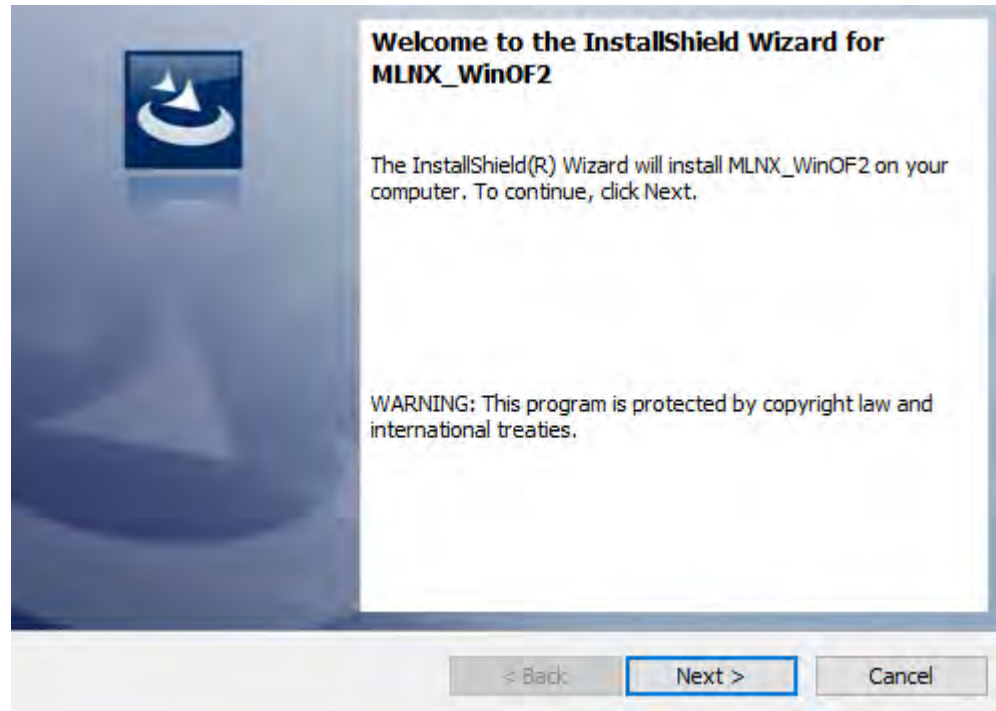 Welcome to the InstallShield Wizard for
MLNX_WinOF2
The InstallShield(R) Wizard will install MLNX_WinOF2 on your
computer. To continue, click Next.
WARNING: This program is protected by copyright law and
international treaties.
< Back
Next >
Cancel